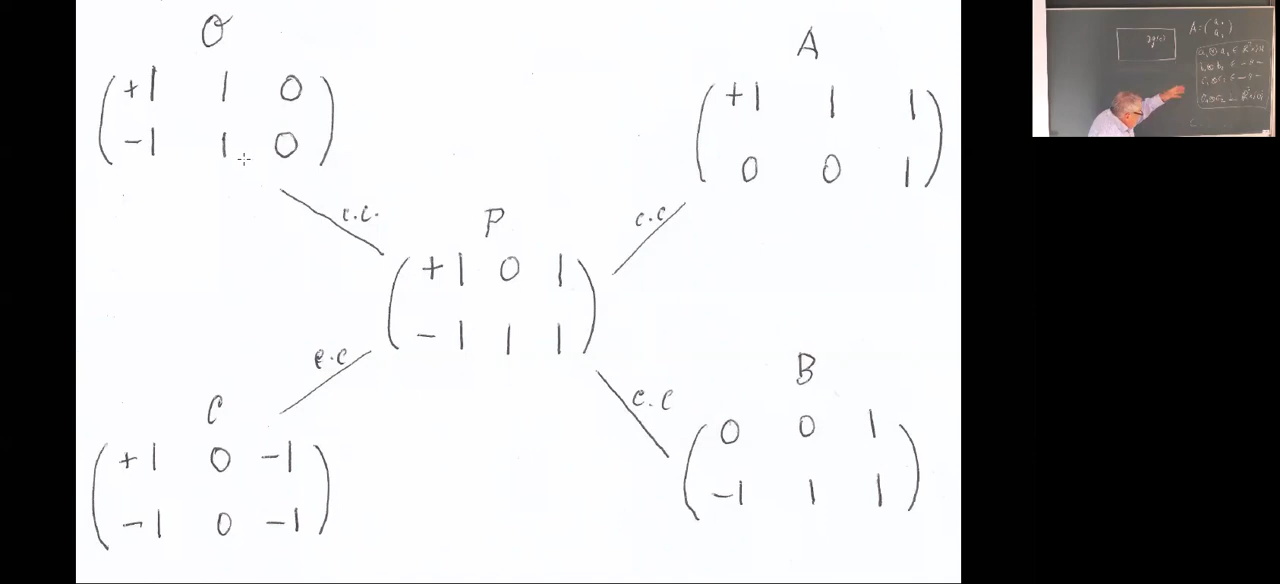 O
+1 1 0
-1 1 0
A
+1 1 1
0 0 1
c.c.
c.c
P
+1 0 1
-1 1 1
c.c
c.c
C
+1 0 -1
-1 0 -1
B
0 0 1
-1 1 1
A=